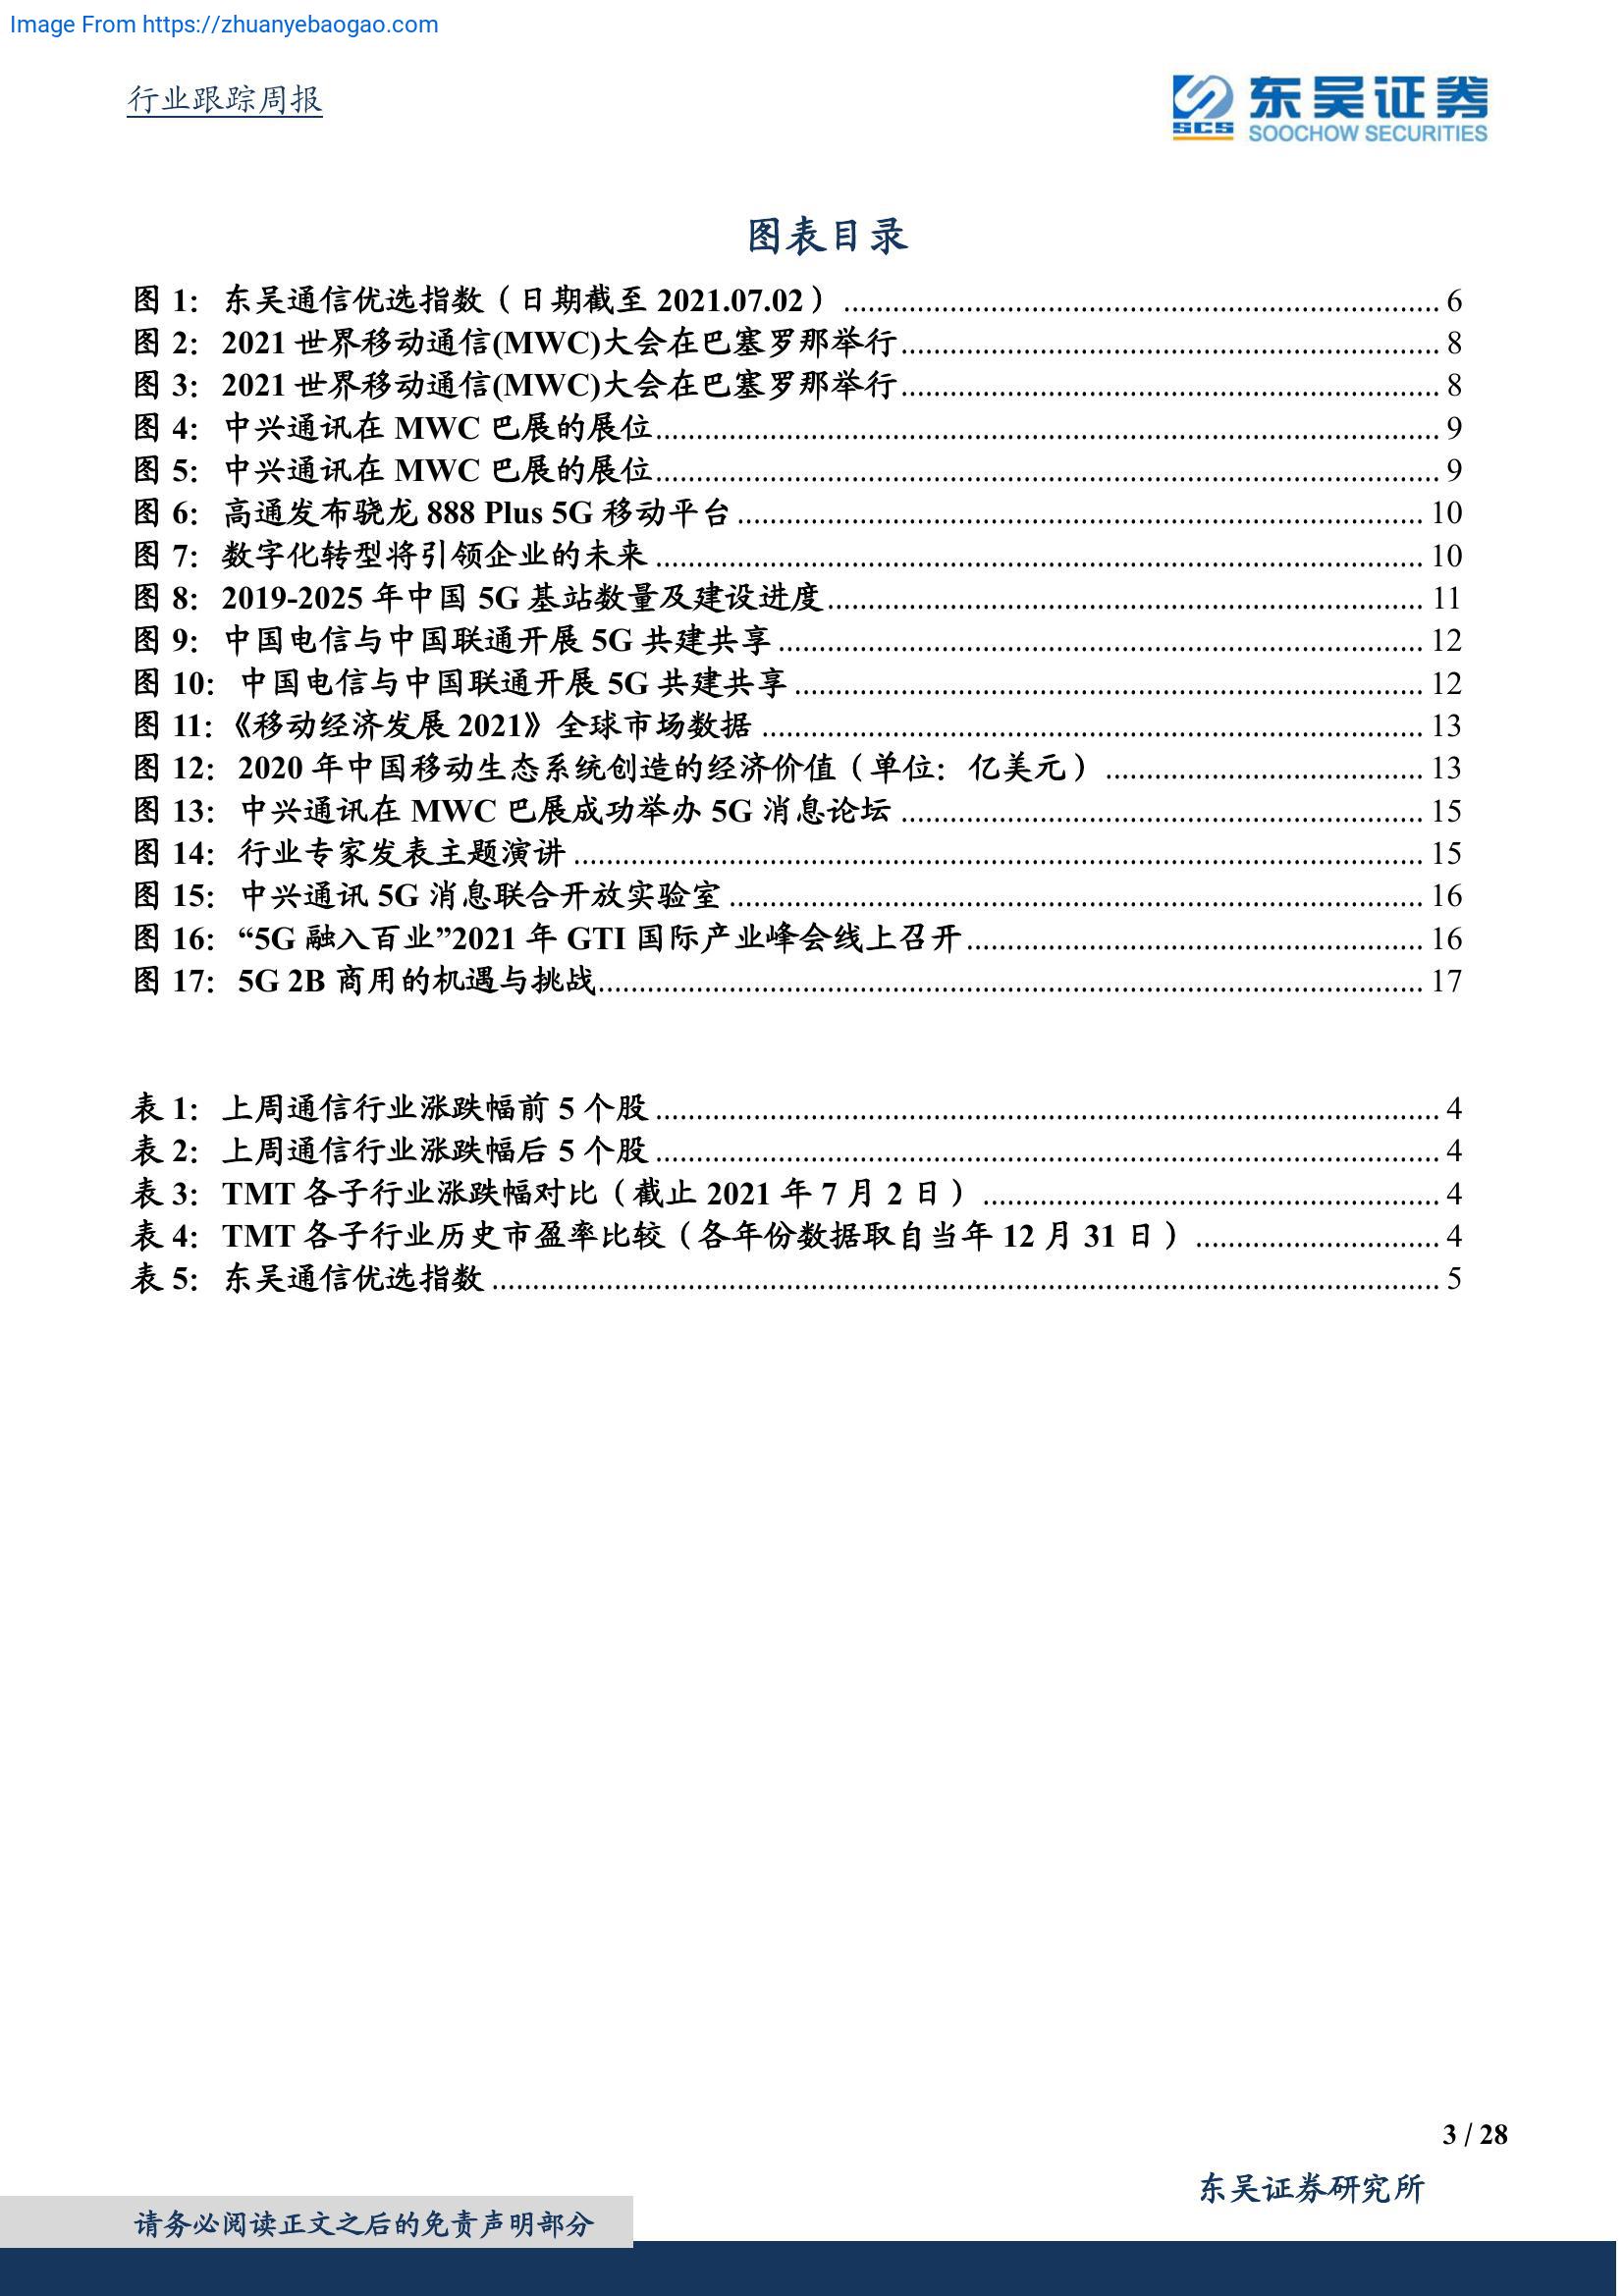 Image From https://zhuanyebaogao.com
行业跟踪周报
SCS 东吴证券
SOOCHOW SECURITIES
图表目录
图 1： 东吴通信优选指数（日期截至 2021.07.02） ........ 6
图 2： 2021 世界移动通信(MWC)大会在巴塞罗那举行 ........ 8
图 3： 2021 世界移动通信(MWC)大会在巴塞罗那举行 ........ 8
图 4： 中兴通讯在 MWC 巴展的展位 ........ 9
图 5： 中兴通讯在 MWC 巴展的展位 ........ 9
图 6： 高通发布骁龙 888 Plus 5G 移动平台 ........ 10
图 7： 数字化转型将引领企业的未来 ........ 10
图 8： 2019-2025 年中国 5G 基站数量及建设进度 ........ 11
图 9： 中国电信与中国联通开展 5G 共建共享 ........ 12
图 10： 中国电信与中国联通开展 5G 共建共享 ........ 12
图 11：《移动经济发展 2021》全球市场数据 ........ 13
图 12： 2020 年中国移动生态系统创造的经济价值（单位：亿美元） ........ 13
图 13： 中兴通讯在 MWC 巴展成功举办 5G 消息论坛 ........ 15
图 14： 行业专家发表主题演讲 ........ 15
图 15： 中兴通讯 5G 消息联合开放实验室 ........ 16
图 16： “5G 融入百业”2021 年 GTI 国际产业峰会线上召开 ........ 16
图 17： 5G 2B 商用的机遇与挑战 ........ 17
表 1： 上周通信行业涨跌幅前 5 个股 ........ 4
表 2： 上周通信行业涨跌幅后 5 个股 ........ 4
表 3： TMT 各子行业涨跌幅对比（截止 2021 年 7 月 2 日） ........ 4
表 4： TMT 各子行业历史市盈率比较（各年份数据取自当年 12 月 31 日） ........ 4
表 5： 东吴通信优选指数 ........ 5
3 / 28
东吴证券研究所
请务必阅读正文之后的免责声明部分